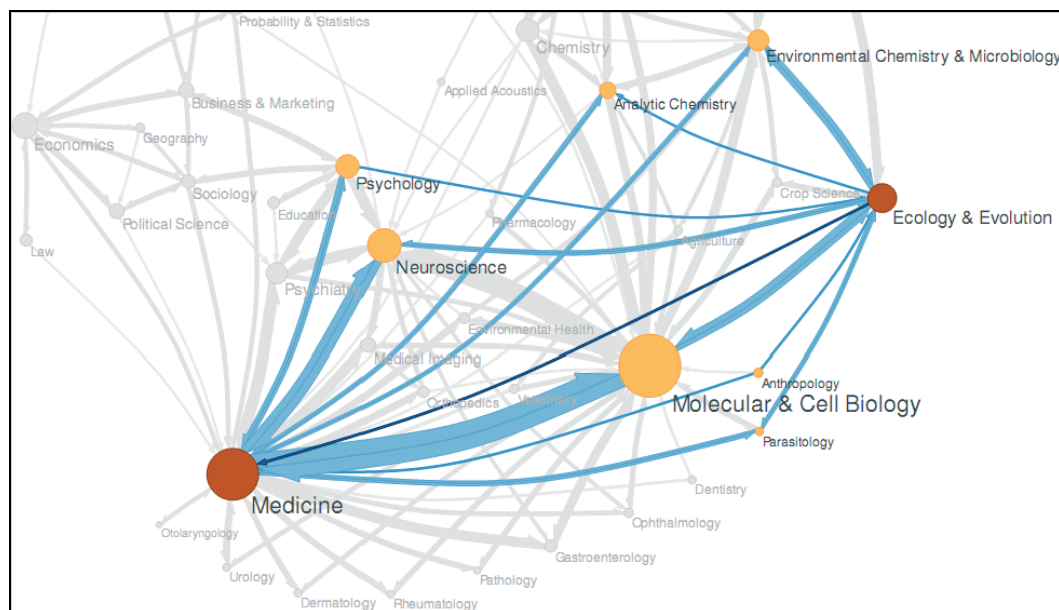 Probability & Statistics
Chemistry
Environmental Chemistry & Microbiology
Applied Acoustics
Analytic Chemistry
Business & Marketing
Geography
Economics
Psychology
Sociology
Crop Science
Education
Ecology & Evolution
Political Science
Pharmacology
Agriculture
Law
Neuroscience
Psychiatry
Environmental Health
Medical Imaging
Anthropology
Orthopedics
Veterinary
Molecular & Cell Biology
Parasitology
Dentistry
Medicine
Ophthalmology
Otolaryngology
Gastroenterology
Urology
Pathology
Dermatology
Rheumatology